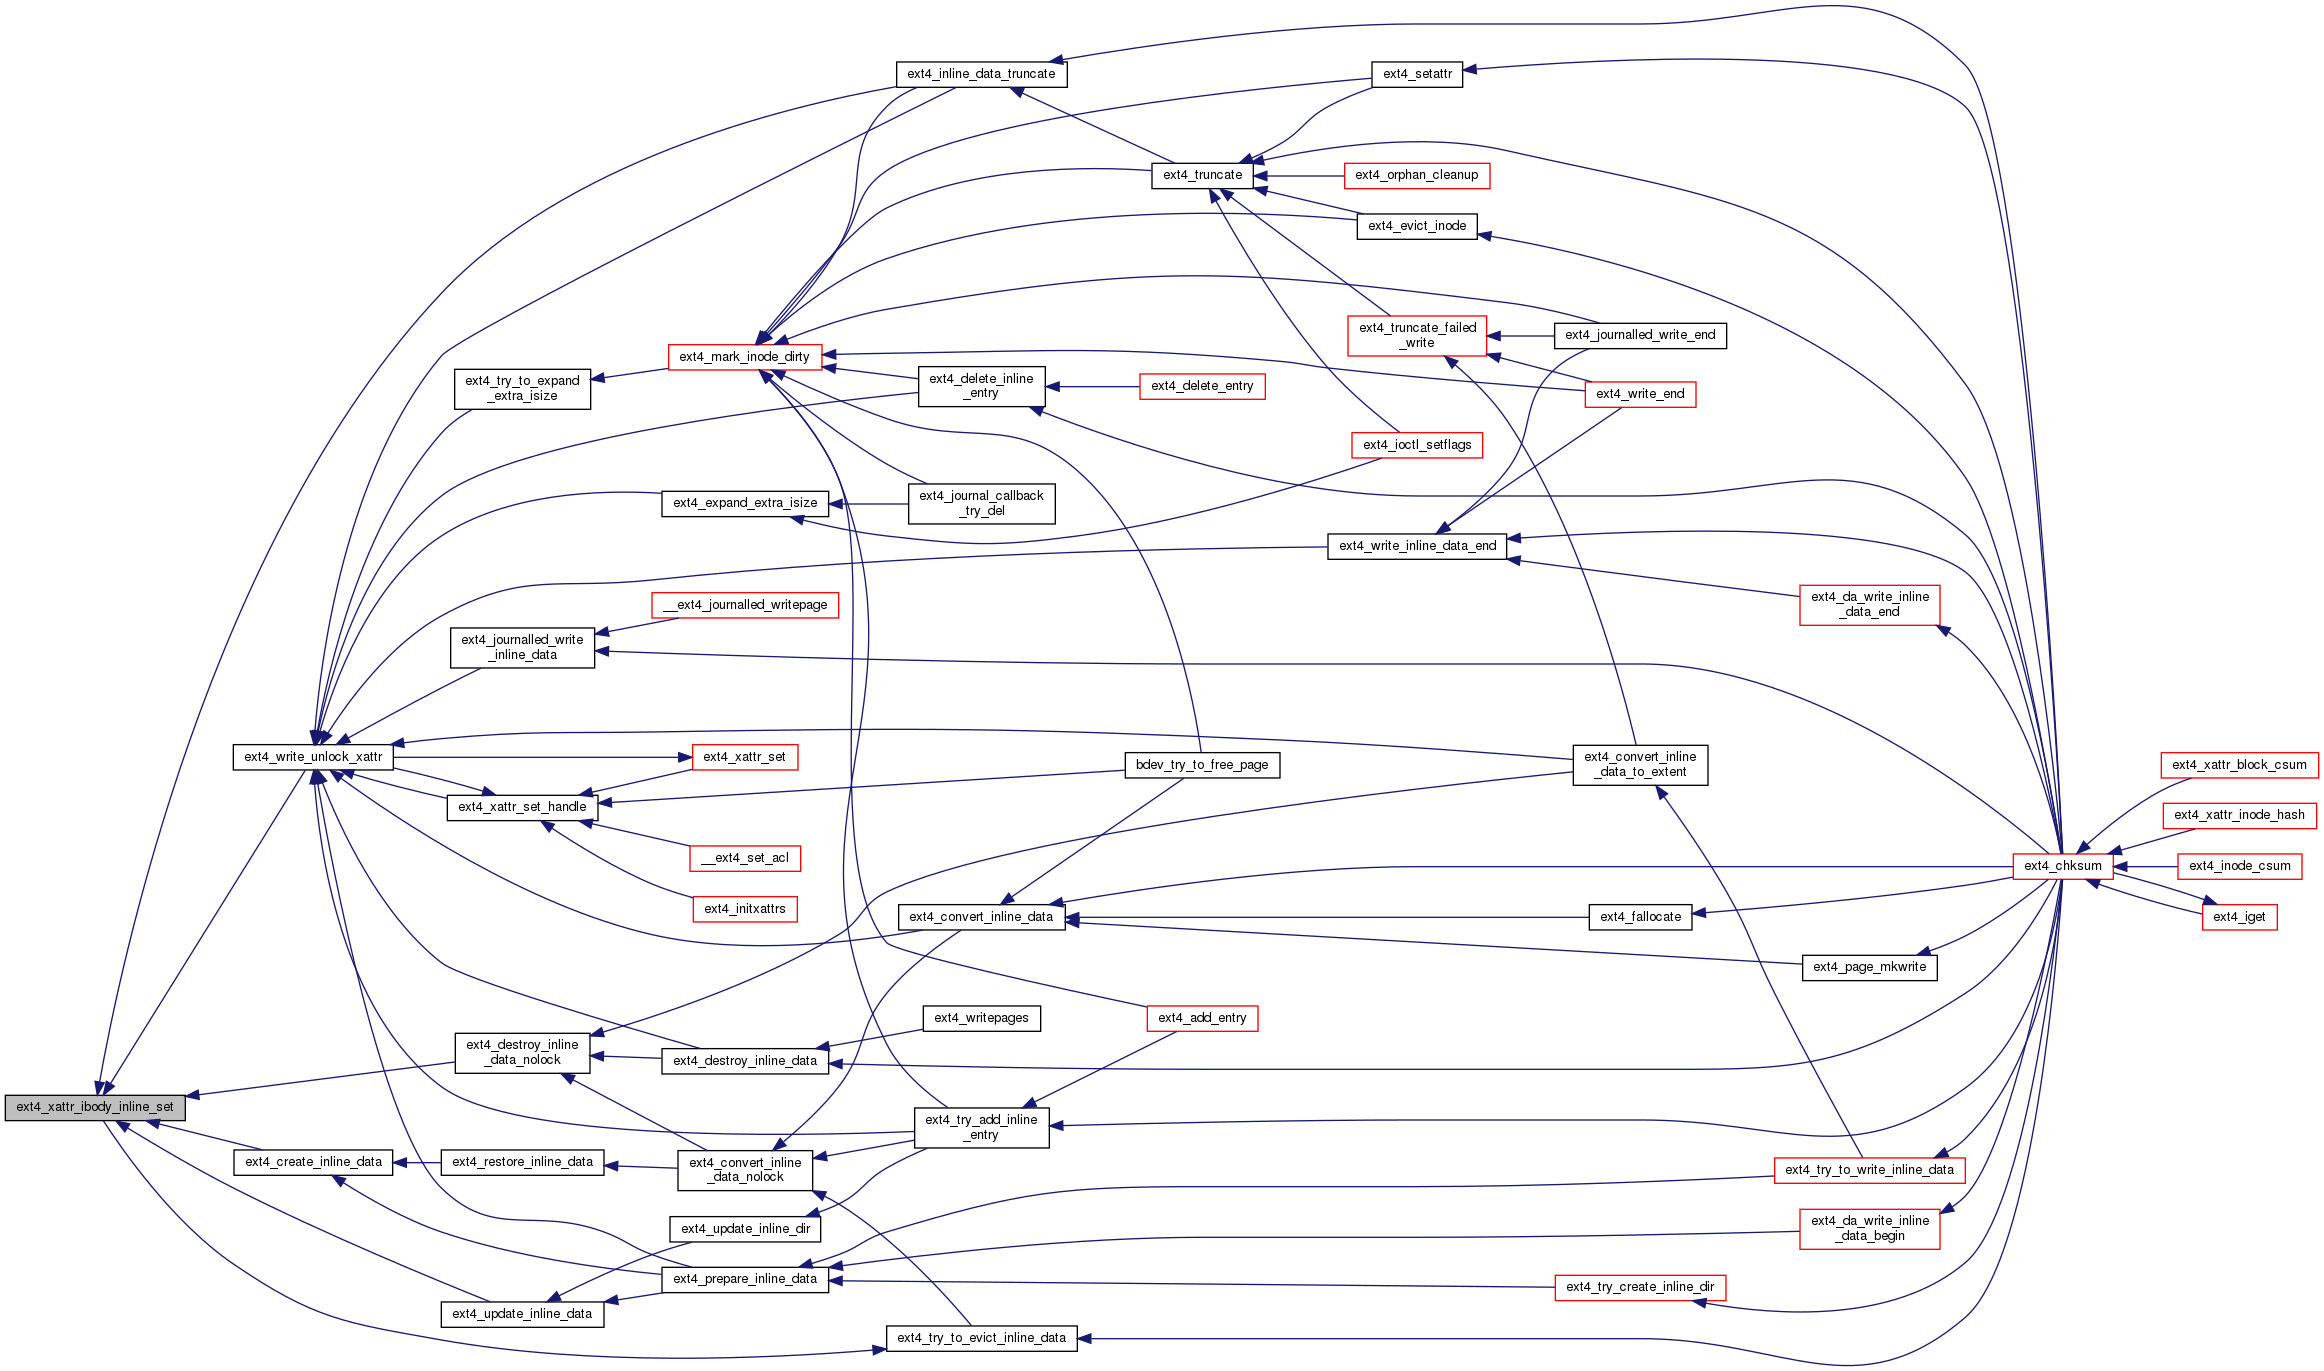 ext4_inline_data_truncate
ext4_setattr
ext4_truncate
ext4_orphan_cleanup
ext4_evict_inode
ext4_truncate_failed
_write
ext4_journalled_write_end
ext4_mark_inode_dirty
ext4_try_to_expand
_extra_isize
ext4_delete_inline
_entry
ext4_delete_entry
ext4_write_end
ext4_ioctl_setflags
ext4_expand_extra_isize
ext4_journal_callback
_try_del
ext4_write_inline_data_end
ext4_da_write_inline
_data_end
__ext4_journalled_writepage
ext4_journalled_write
_inline_data
ext4_write_unlock_xattr
ext4_xattr_set
bdev_try_to_free_page
ext4_convert_inline
_data_to_extent
ext4_xattr_block_csum
ext4_xattr_set_handle
ext4_xattr_inode_hash
__ext4_set_acl
ext4_chksum
ext4_inode_csum
ext4_initxattrs
ext4_convert_inline_data
ext4_fallocate
ext4_iget
ext4_page_mkwrite
ext4_writepages
ext4_add_entry
ext4_destroy_inline
_data_nolock
ext4_destroy_inline_data
ext4_xattr_ibody_inline_set
ext4_try_add_inline
_entry
ext4_create_inline_data
ext4_restore_inline_data
ext4_convert_inline
_data_nolock
ext4_try_to_write_inline_data
ext4_update_inline_dir
ext4_da_write_inline
_data_begin
ext4_prepare_inline_data
ext4_try_create_inline_dir
ext4_update_inline_data
ext4_try_to_evict_inline_data